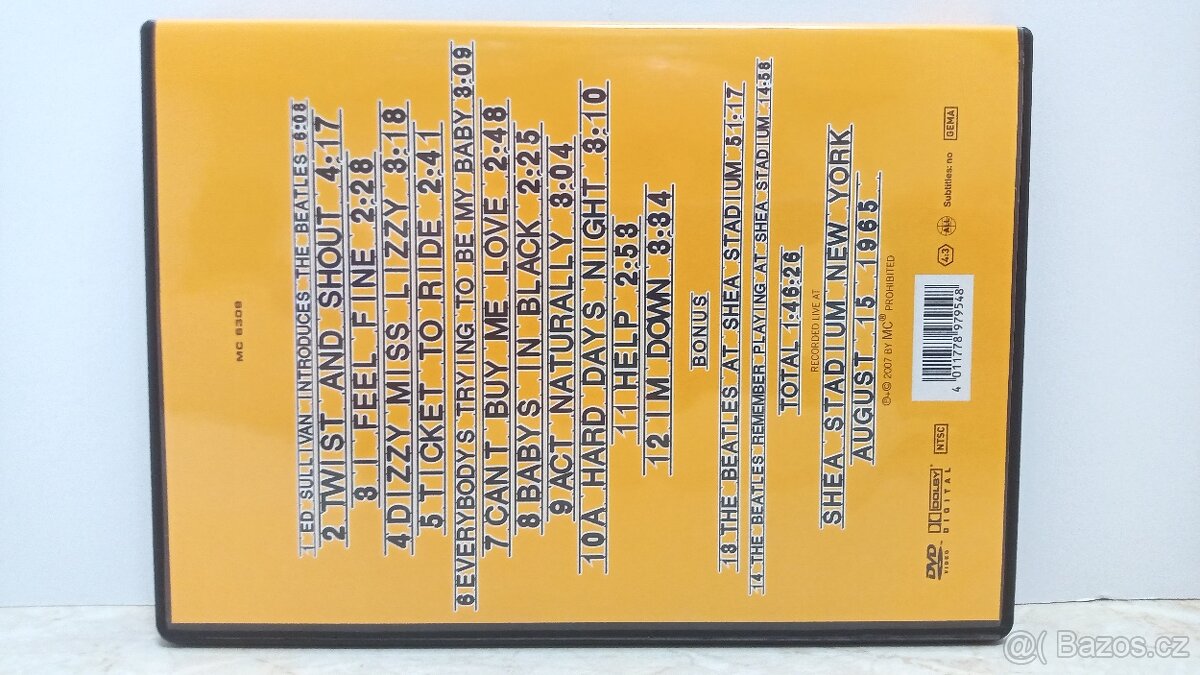 MC 6309
1 ED SULLIVAN INTRODUCES THE BEATLES 6:08
2 TWIST AND SHOUT 4:17
3 I FEEL FINE 2:28
4 DIZZY MISS LIZZY 3:18
5 TICKET TO RIDE 2:41
6 EVERYBODYS TRYING TO BE MY BABY 3:09
7 CANT BUY ME LOVE 2:48
8 BABYS IN BLACK 2:25
9 ACT NATURALLY 3:04
10 A HARD DAYS NIGHT 3:10
11 HELP 2:53
12 IM DOWN 3:34
BONUS
13 THE BEATLES AT SHEA STADIUM 51:17
14 THE BEATLES REMEMBER PLAYING AT SHEA STADIUM 14:58
TOTAL 1:46:26
RECORDED LIVE AT
SHEA STADIUM NEW YORK
AUGUST 15 1965
℗+© 2007 BY MC® PROHIBITED
DVD VIDEO DOLBY DIGITAL NTSC
4 011778 979548
4:3 ALL Subtitles: no GEMA
@( Bazos.cz